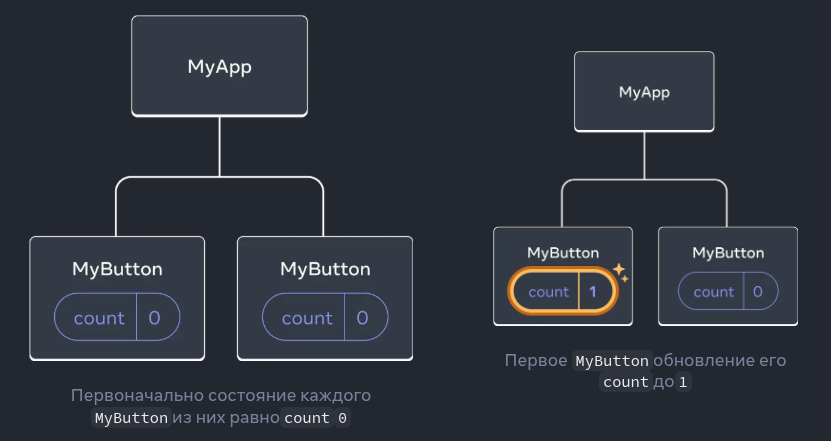 MyApp
MyButton
count 0
MyButton
count 0
Первоначально состояние каждого
MyButton из них равно count 0
MyApp
MyButton
count 1
MyButton
count 0
Первое MyButton обновление его
count до 1